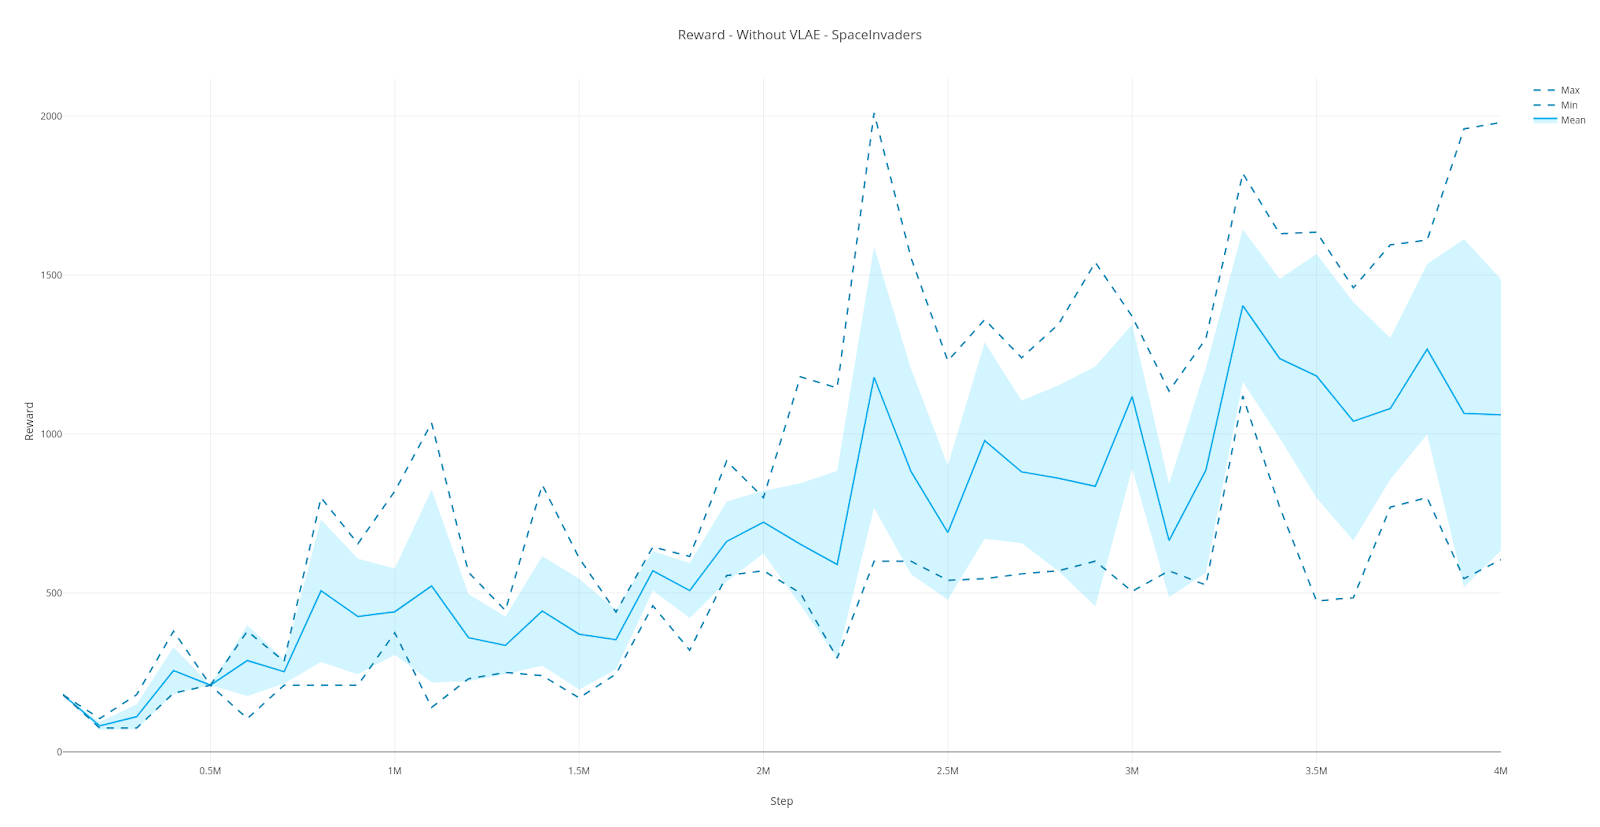 Reward - Without VLAE - SpaceInvaders
Max
Min
Mean
2000
1500
1000
500
0
Reward
0.5M 1M 1.5M 2M 2.5M 3M 3.5M 4M
Step